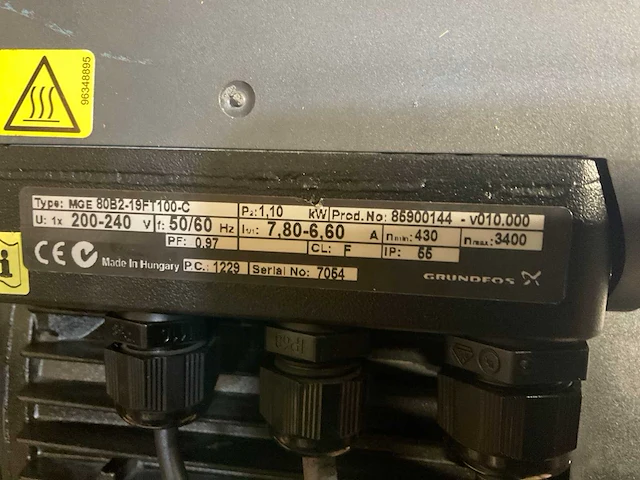 96348895
Type: MGE 80B2-19FT100-C P2: 1,10 kW Prod.No: 85900144 - V010.000
U: 1x 200-240 V f: 50/60 Hz I1/1: 7,80-6,60 A nmin: 430 nmax: 3400
PF: 0,97 CL: F IP: 55
CE Made in Hungary P.C.: 1229 Serial No: 7054 GRUNDFOS X
i